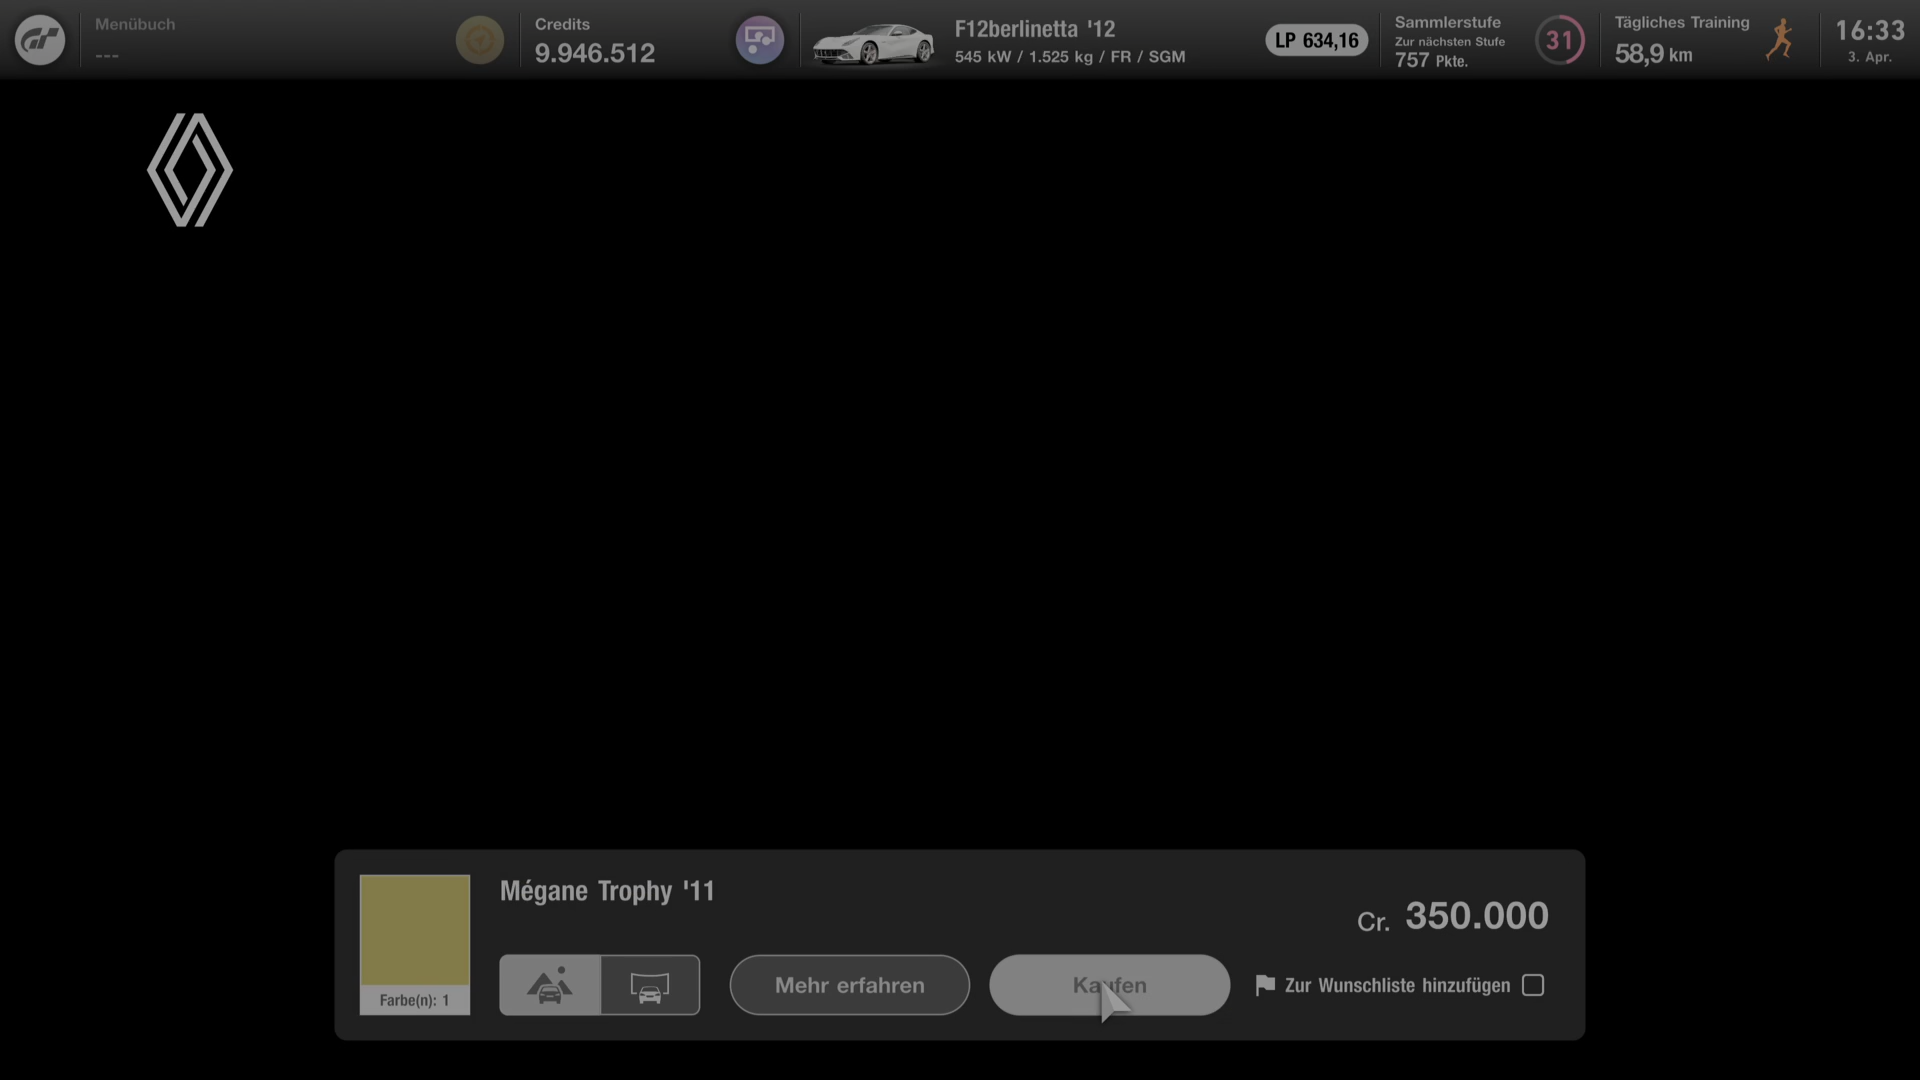 Menübuch
---
Credits
9.946.512
F12berlinetta '12
545 kW / 1.525 kg / FR / SGM
LP 634,16
Sammlerstufe
Zur nächsten Stufe
757 Pkte.
31
Tägliches Training
58,9 km
16:33
3. Apr.
Mégane Trophy '11
Cr. 350.000
Farbe(n): 1
Mehr erfahren
Kaufen
Zur Wunschliste hinzufügen